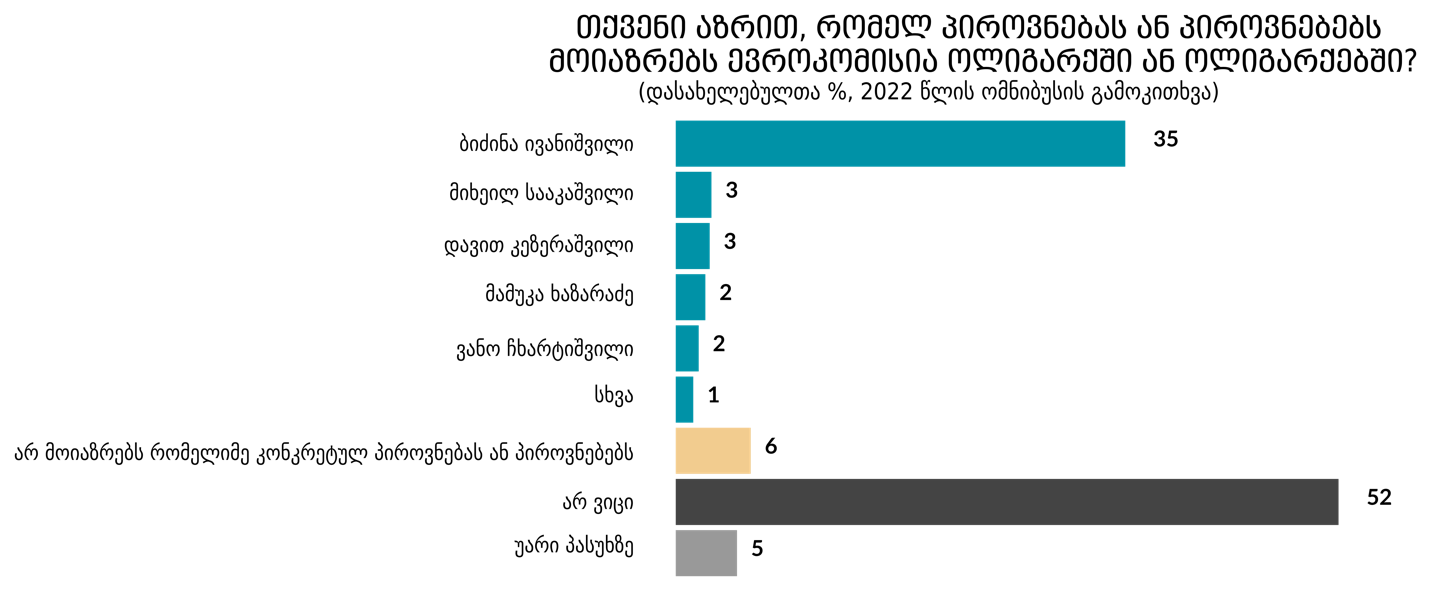 თქვენი აზრით, რომელ პიროვნებას ან პიროვნებებს
მოიაზრებს ევროკომისია ოლიგარქში ან ოლიგარქებში?
(დასახელებულთა %, 2022 წლის ომნიბუსის გამოკითხვა)
ბიძინა ივანიშვილი 35
მიხეილ სააკაშვილი 3
დავით კეზერაშვილი 3
მამუკა ხაზარაძე 2
ვანო ჩხარტიშვილი 2
სხვა 1
არ მოიაზრებს რომელიმე კონკრეტულ პიროვნებას ან პიროვნებებს 6
არ ვიცი 52
უარი პასუხზე 5